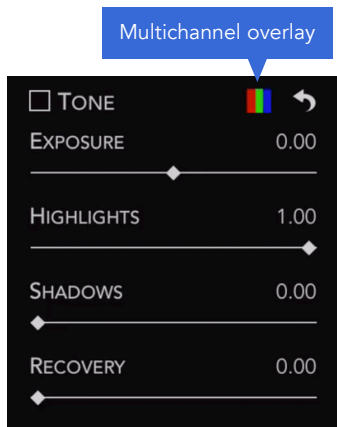 Multichannel overlay
TONE
EXPOSURE 0.00
HIGHLIGHTS 1.00
SHADOWS 0.00
RECOVERY 0.00